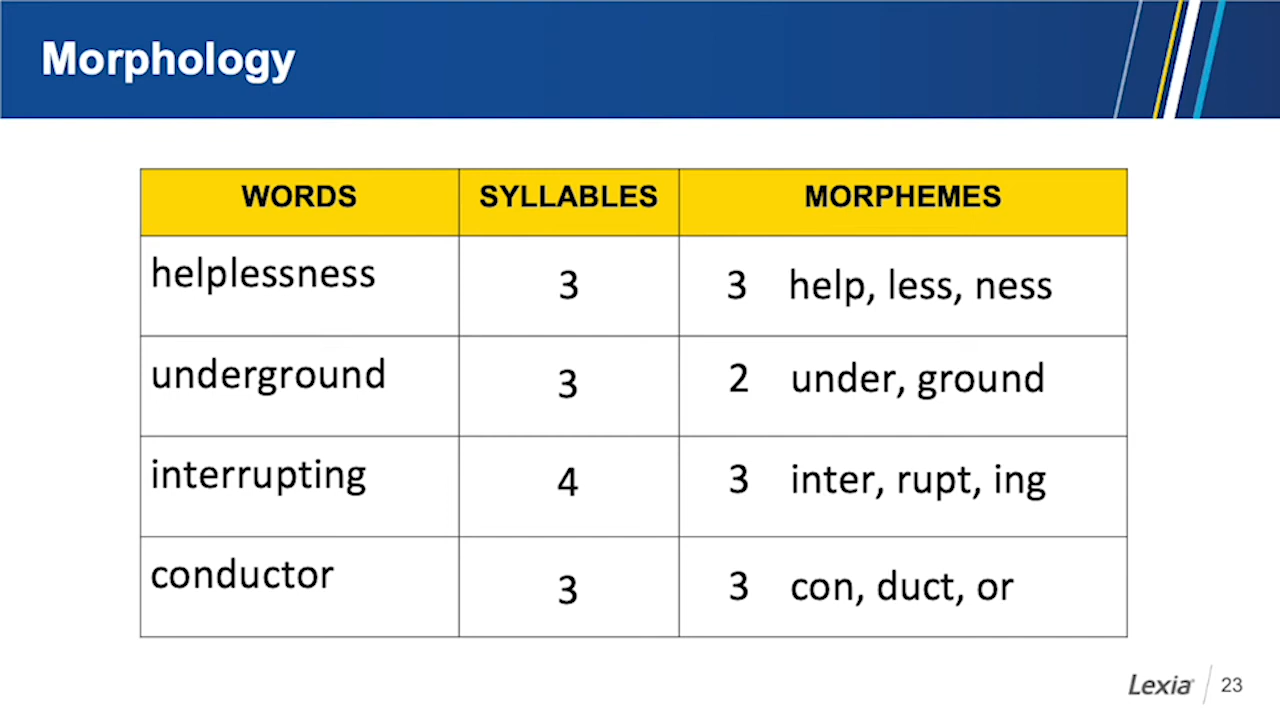 Morphology
WORDS SYLLABLES MORPHEMES
helplessness 3 3 help, less, ness
underground 3 2 under, ground
interrupting 4 3 inter, rupt, ing
conductor 3 3 con, duct, or
Lexia 23